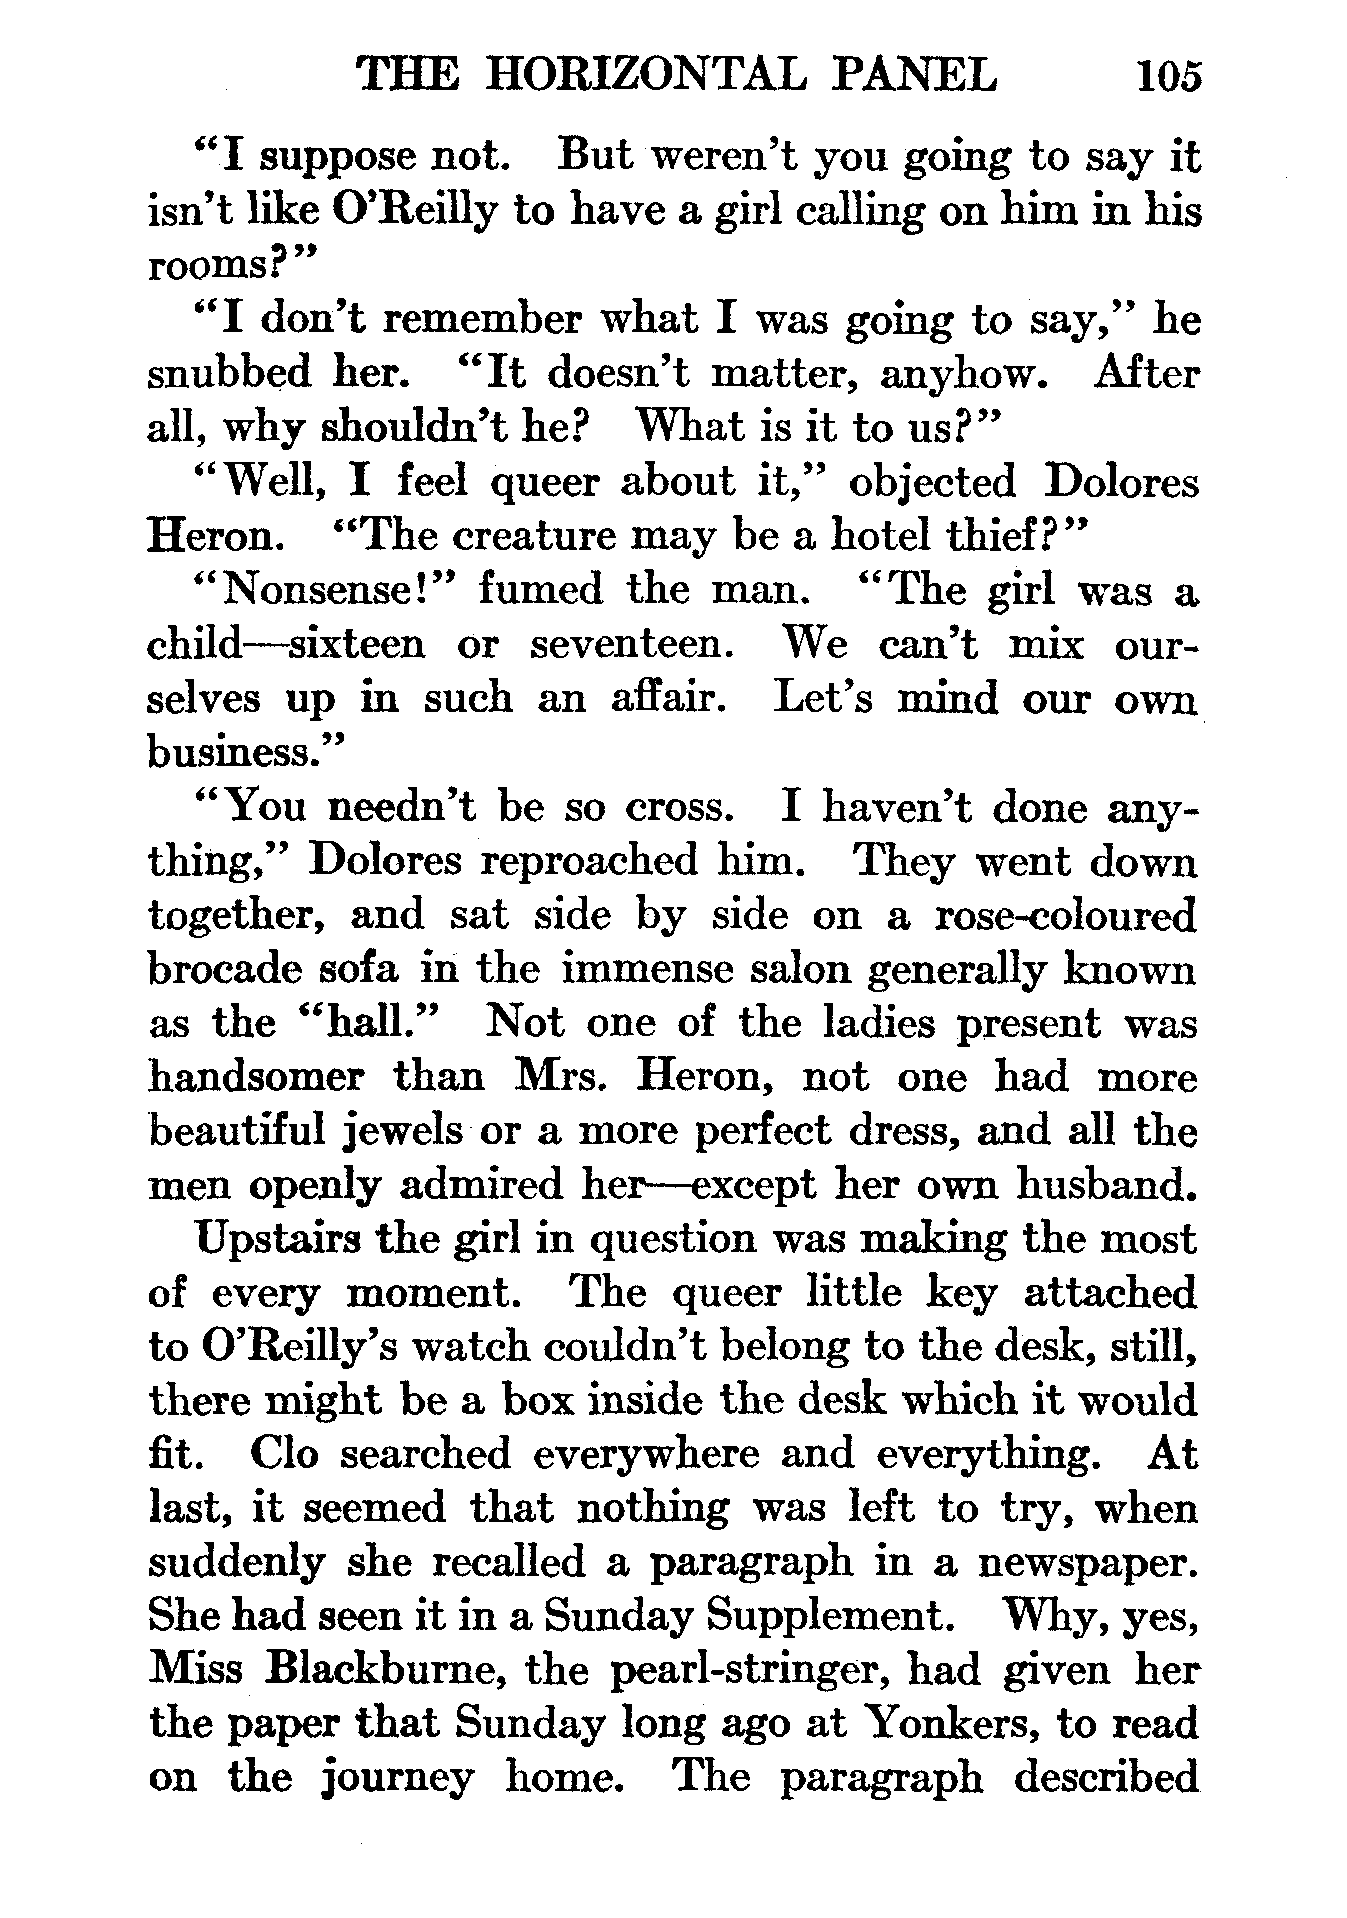 THE HORIZONTAL PANEL 105
“I suppose not. But weren’t you going to say it
isn’t like O’Reilly to have a girl calling on him in his
rooms?”
“I don’t remember what I was going to say,” he
snubbed her. “It doesn’t matter, anyhow. After
all, why shouldn’t he? What is it to us?”
“Well, I feel queer about it,” objected Dolores
Heron. “The creature may be a hotel thief?”
“Nonsense!” fumed the man. “The girl was a
child—sixteen or seventeen. We can’t mix our-
selves up in such an affair. Let’s mind our own
business.”
“You needn’t be so cross. I haven’t done any-
thing,” Dolores reproached him. They went down
together, and sat side by side on a rose-coloured
brocade sofa in the immense salon generally known
as the “hall.” Not one of the ladies present was
handsomer than Mrs. Heron, not one had more
beautiful jewels or a more perfect dress, and all the
men openly admired her—except her own husband.
Upstairs the girl in question was making the most
of every moment. The queer little key attached
to O’Reilly’s watch couldn’t belong to the desk, still,
there might be a box inside the desk which it would
fit. Clo searched everywhere and everything. At
last, it seemed that nothing was left to try, when
suddenly she recalled a paragraph in a newspaper.
She had seen it in a Sunday Supplement. Why, yes,
Miss Blackburne, the pearl-stringer, had given her
the paper that Sunday long ago at Yonkers, to read
on the journey home. The paragraph described